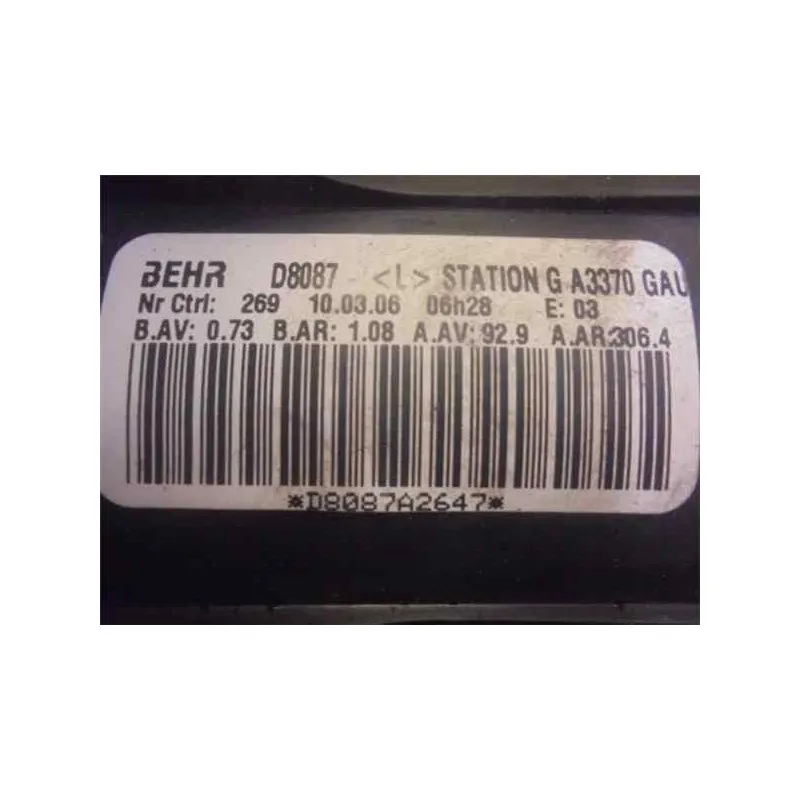 BEHR D8087 <L> STATION G A3370 GAU
Nr Ctrl: 269 10.03.06 06h28 E: 03
B.AV: 0.73 B.AR: 1.08 A.AV: 92.9 A.AR:306.4
*D8087A2647*